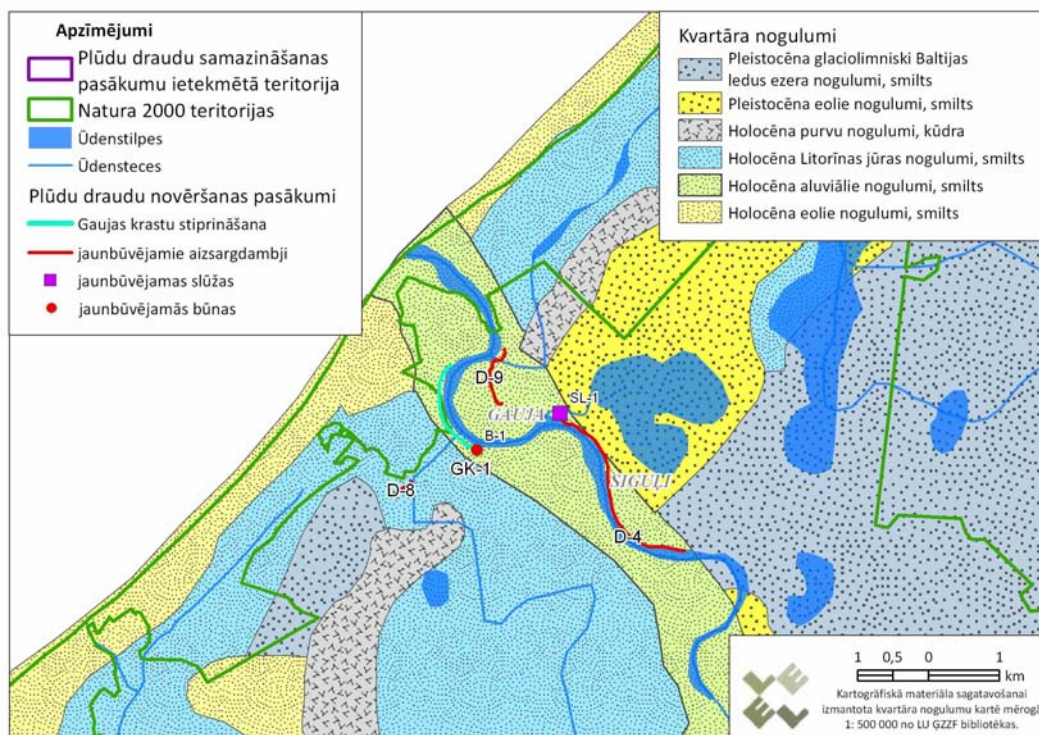 Apzīmējumi
Plūdu draudu samazināšanas
pasākumu ietekmētā teritorija
Natura 2000 teritorijas
Ūdenstilpes
Ūdensteces
Plūdu draudu novēršanas pasākumi
Gaujas krastu stiprināšana
jaunbūvējamie aizsargdambji
jaunbūvējamas slūžas
jaunbūvējamās būnas
Kvartāra nogulumi
Pleistocēna glaciolimniski Baltijas
ledus ezera nogulumi, smilts
Pleistocēna eolie nogulumi, smilts
Holocēna purvu nogulumi, kūdra
Holocēna Litorīnas jūras nogulumi, smilts
Holocēna aluviālie nogulumi, smilts
Holocēna eolie nogulumi, smilts
D-9
SL-1
GAUJA
B-1
GK-1
D-8
SIGUĻI
D-4
1 0,5 0 1
km
Kartogrāfiskā materiāla sagatavošanai
izmantota kvartāra nogulumu kartē mērogā
1: 500 000 no LU ĢZZF bibliotēkas.